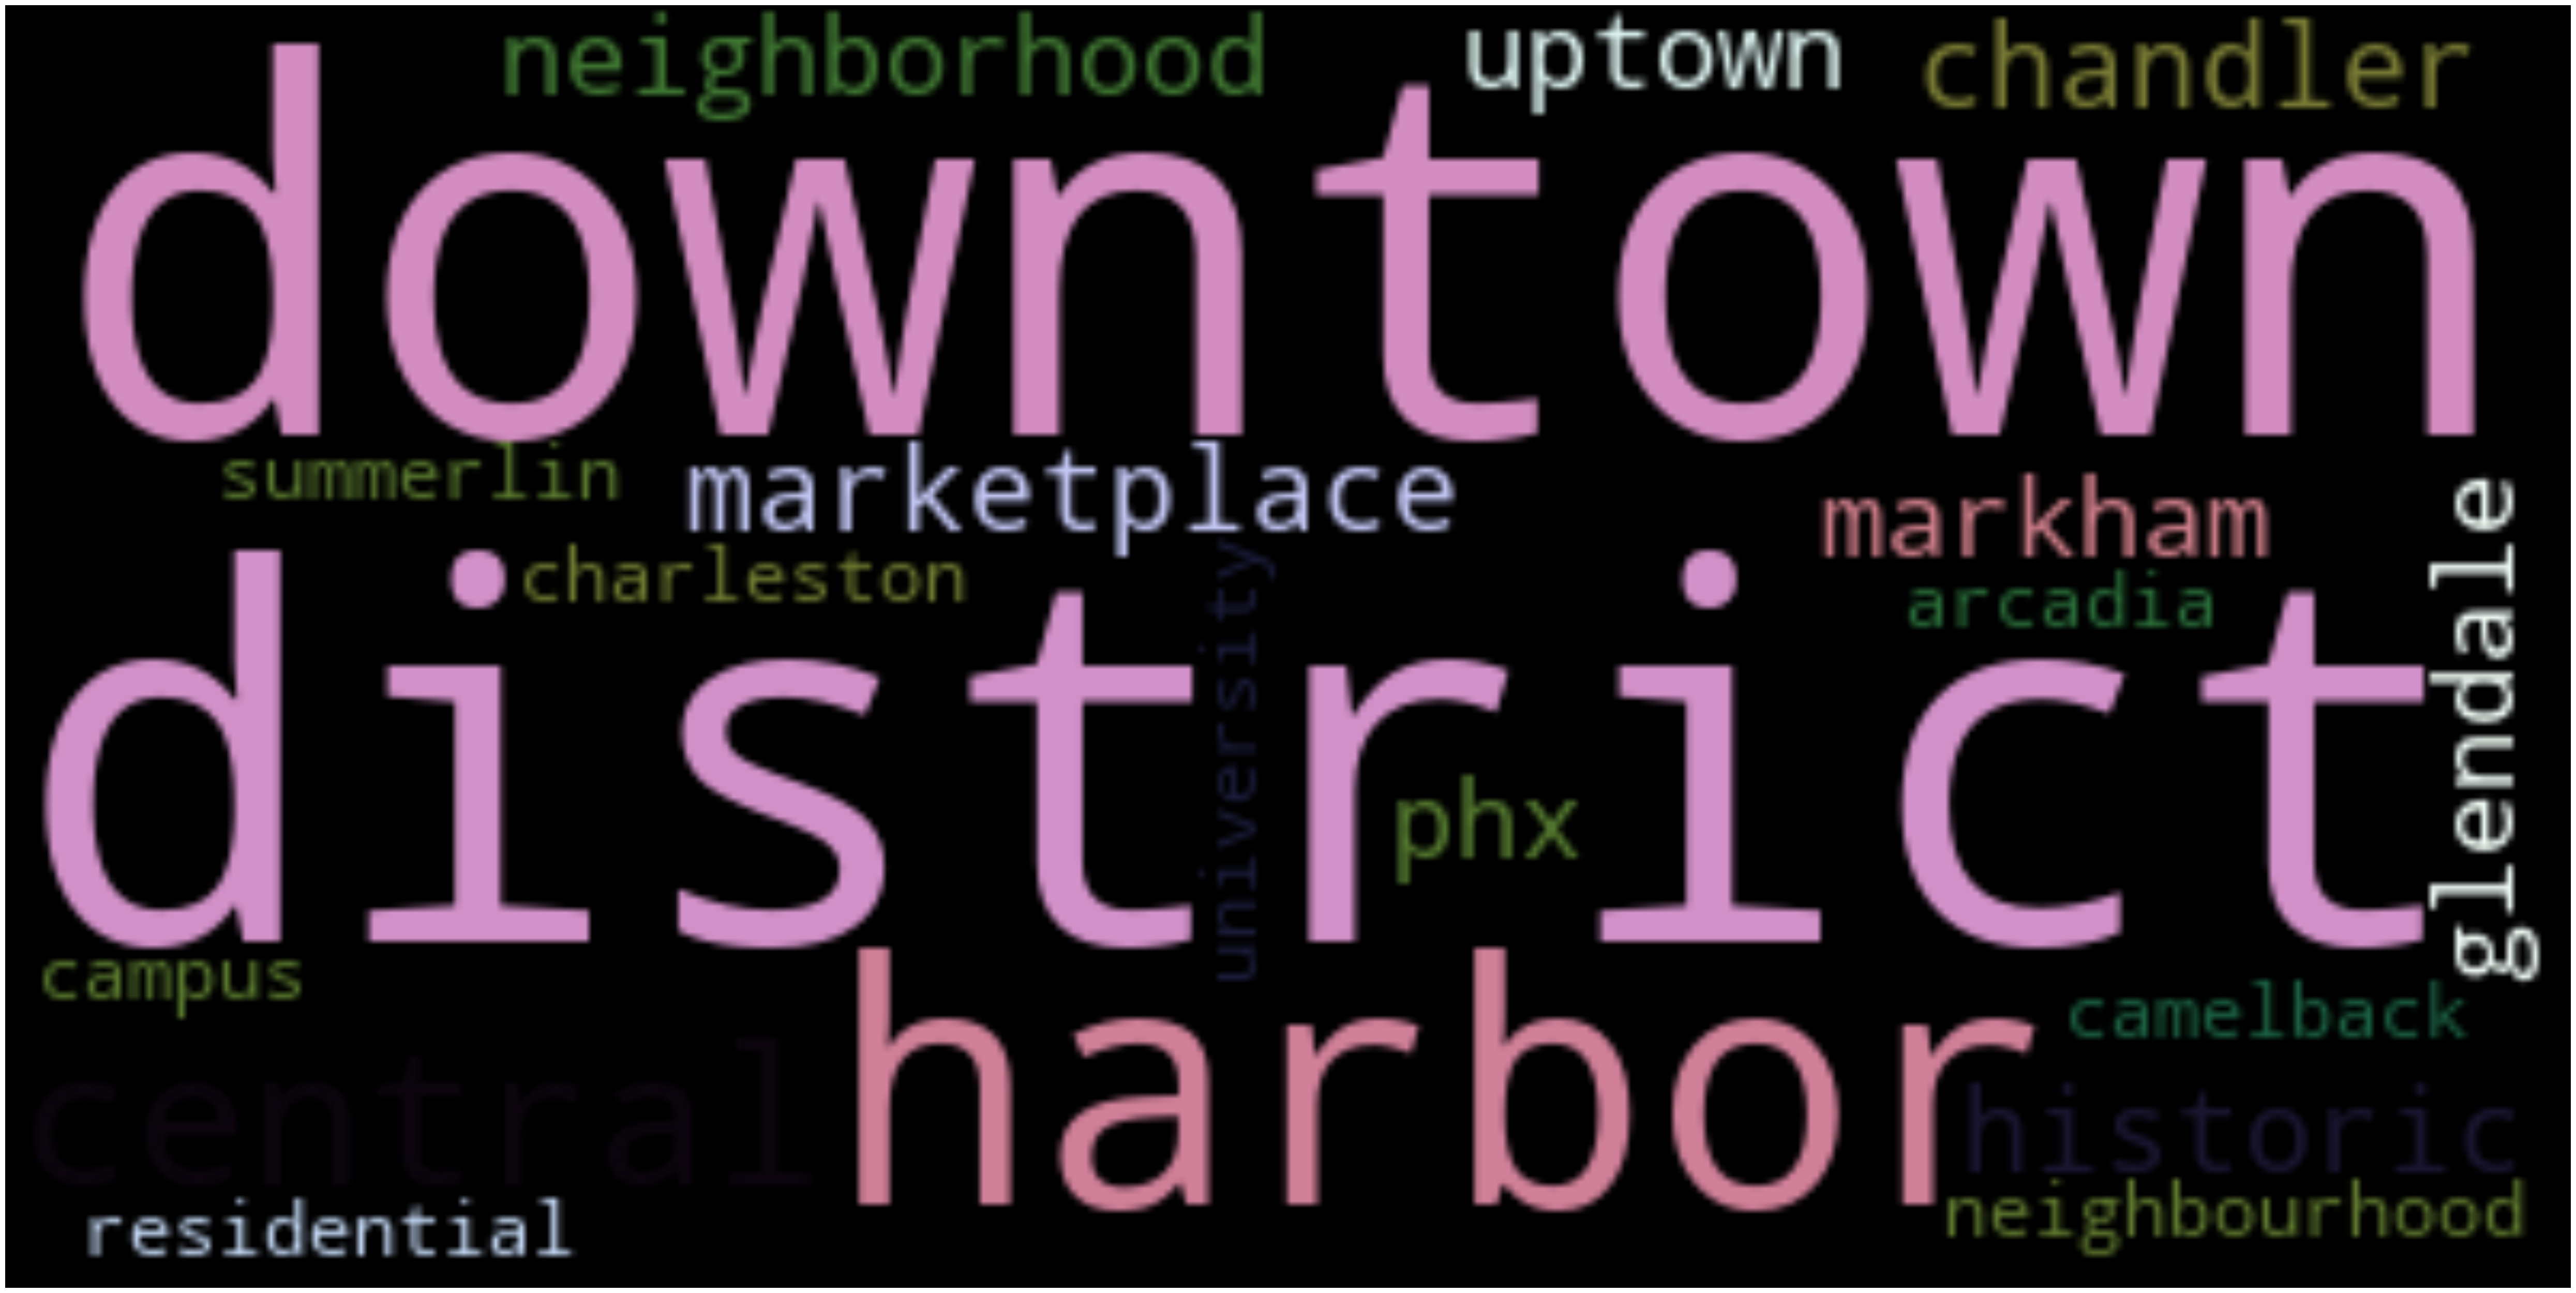 neighborhood
uptown
chandler
downtown
summerlin
marketplace
markham
glendale
charleston
arcadia
university
district
phx
campus
harbor
camelback
central
historic
residential
neighbourhood